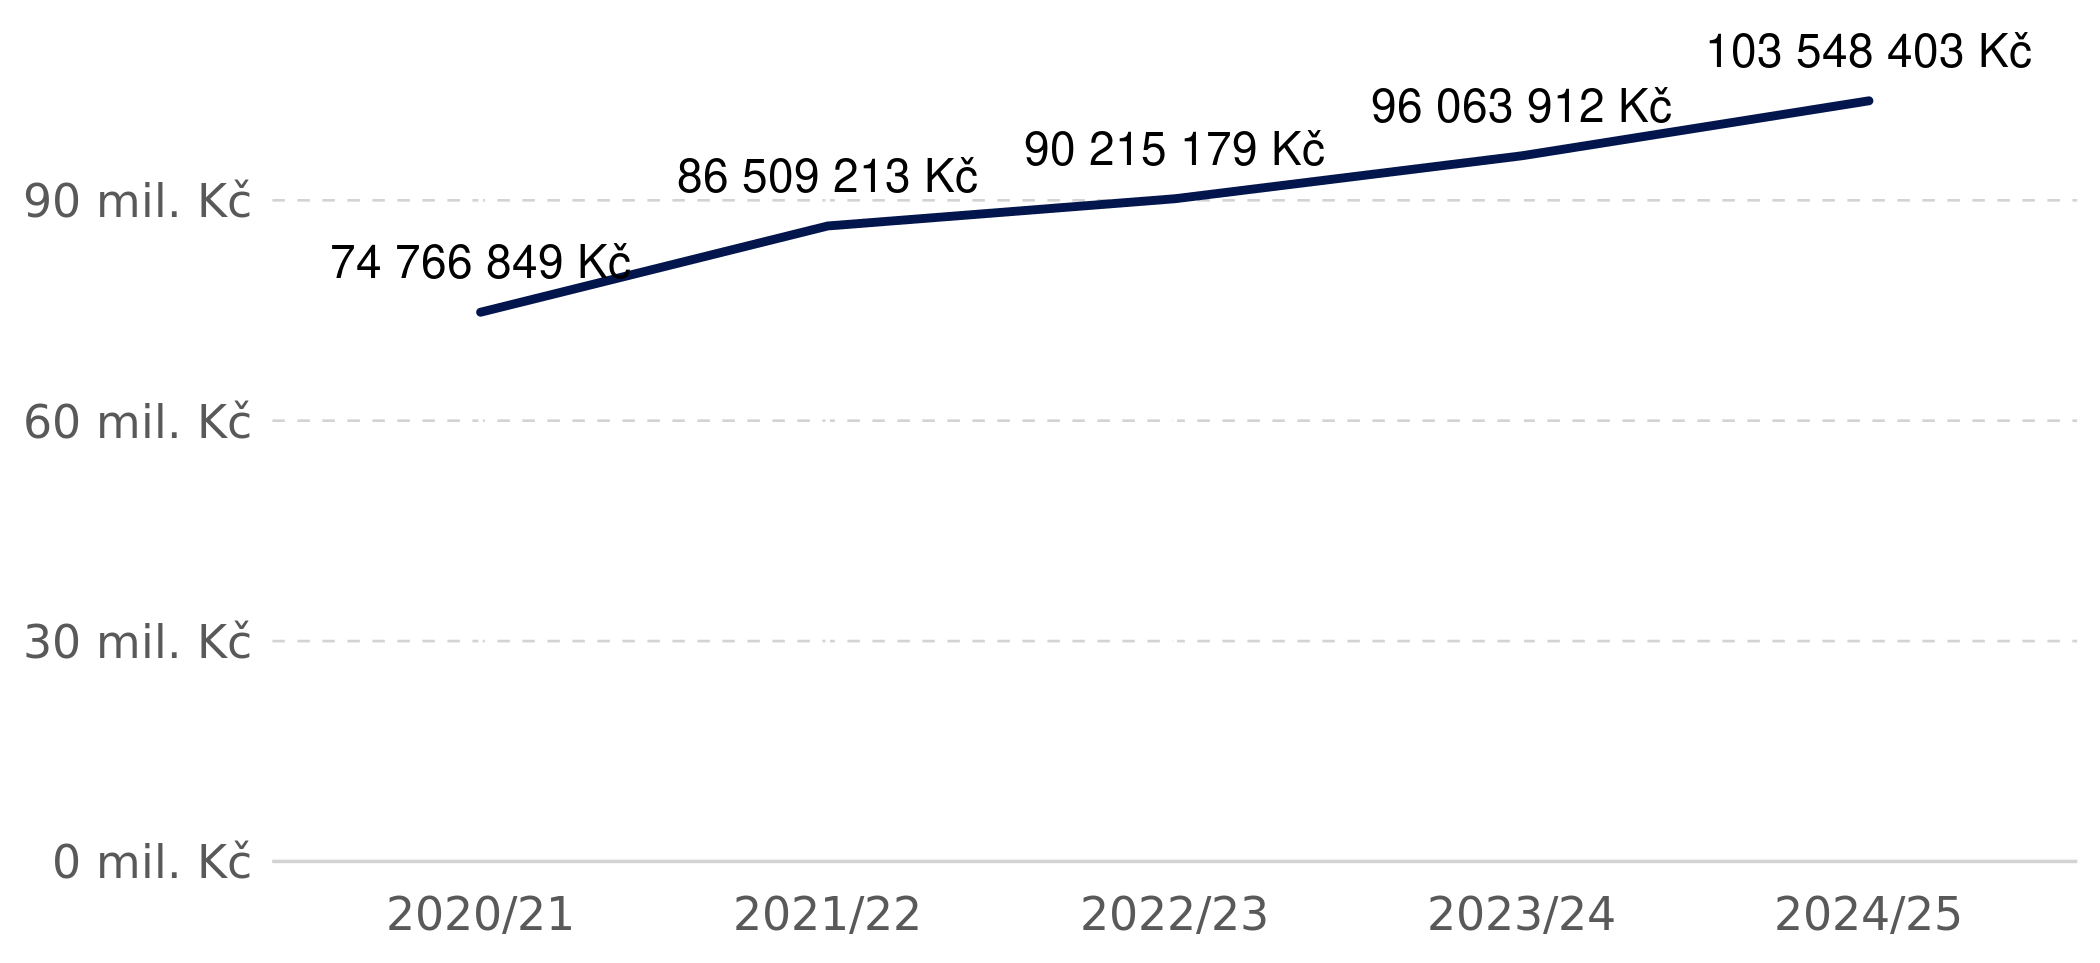 103 548 403 Kč
96 063 912 Kč
90 215 179 Kč
86 509 213 Kč
74 766 849 Kč
90 mil. Kč
60 mil. Kč
30 mil. Kč
0 mil. Kč
2020/21 2021/22 2022/23 2023/24 2024/25